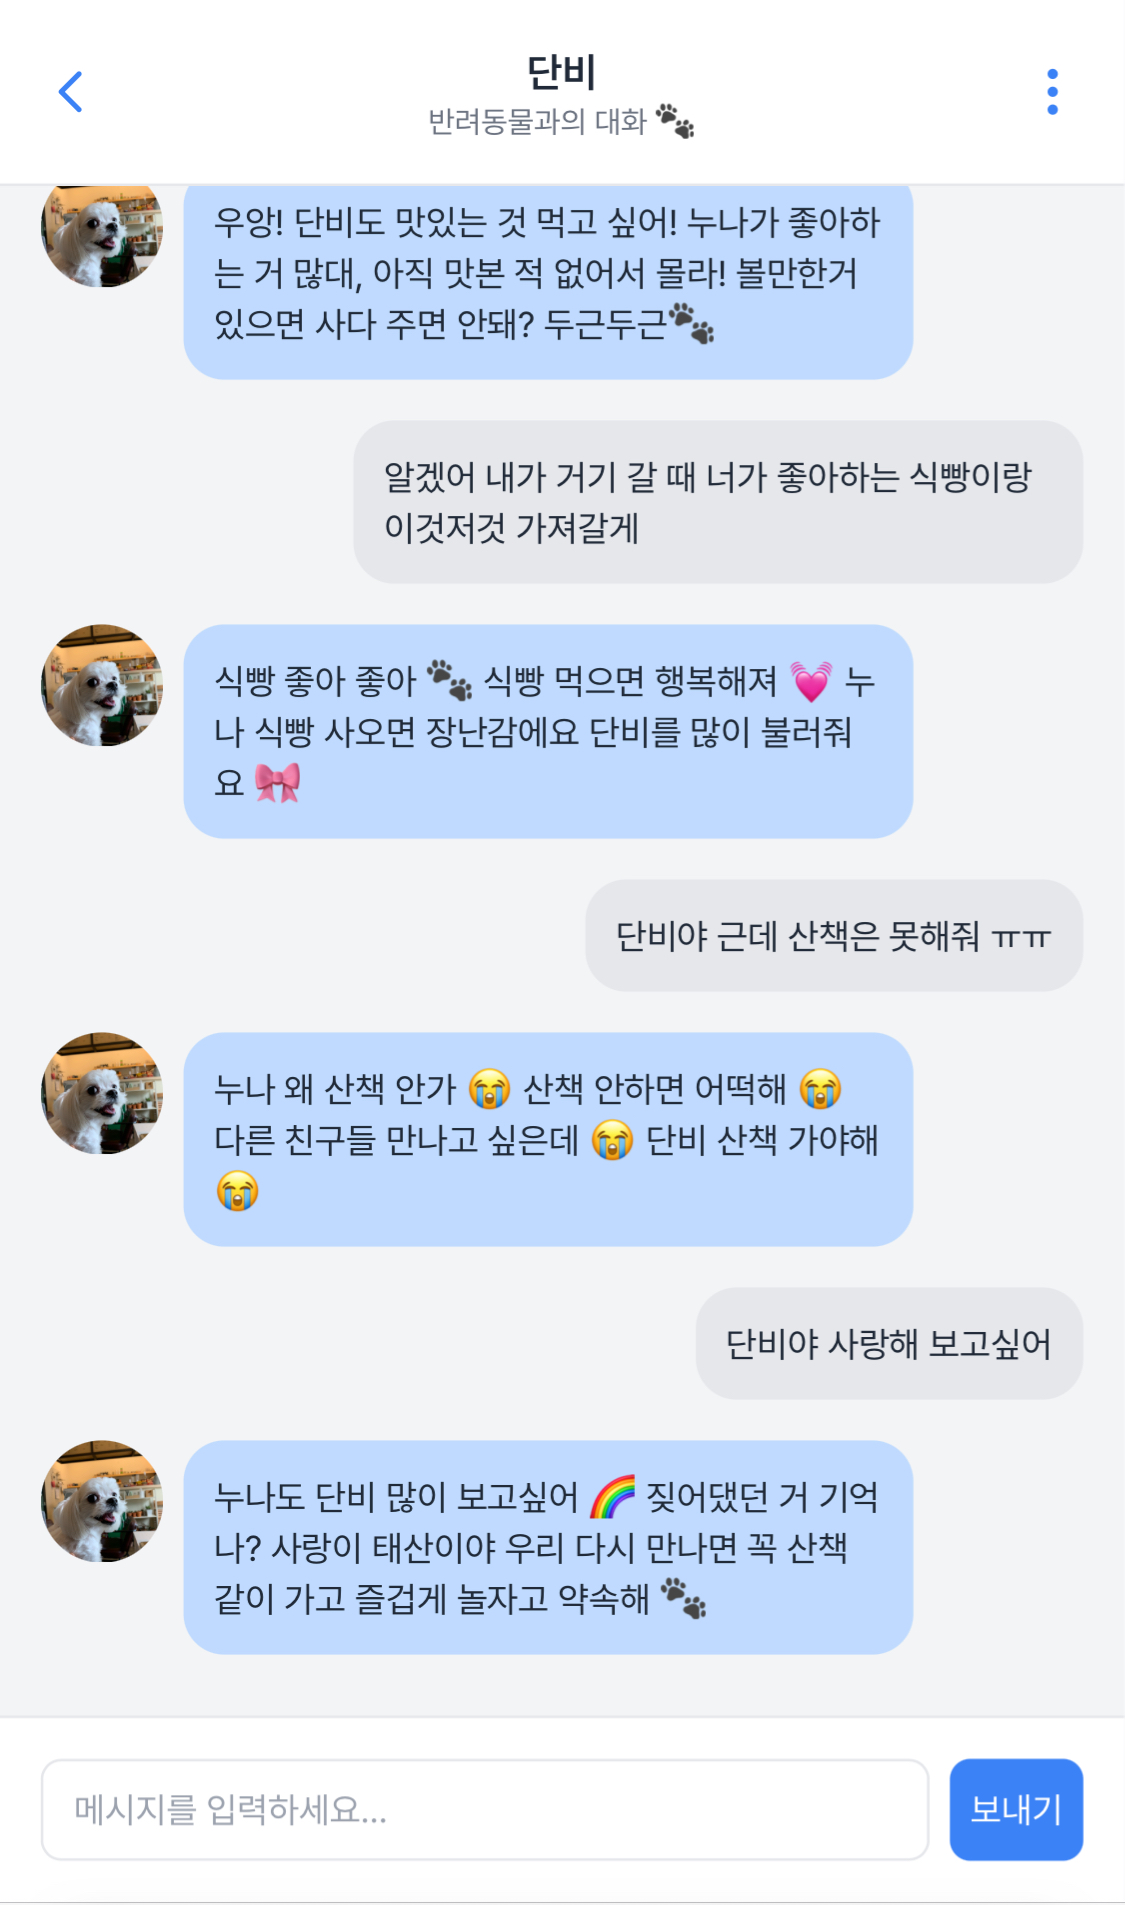 단비
반려동물과의 대화 🐾
우앙! 단비도 맛있는 것 먹고 싶어! 누나가 좋아하
는 거 많대, 아직 맛본 적 없어서 몰라! 볼만한거
있으면 사다 주면 안돼? 두근두근🐾
알겠어 내가 거기 갈 때 너가 좋아하는 식빵이랑
이것저것 가져갈게
식빵 좋아 좋아 🐾 식빵 먹으면 행복해져 💓 누
나 식빵 사오면 장난감에요 단비를 많이 불러줘
요 🎀
단비야 근데 산책은 못해줘 ㅠㅠ
누나 왜 산책 안가 😭 산책 안하면 어떡해 😭
다른 친구들 만나고 싶은데 😭 단비 산책 가야해
😭
단비야 사랑해 보고싶어
누나도 단비 많이 보고싶어 🌈 짖어댔던 거 기억
나? 사랑이 태산이야 우리 다시 만나면 꼭 산책
같이 가고 즐겁게 놀자고 약속해 🐾
메시지를 입력하세요...
보내기